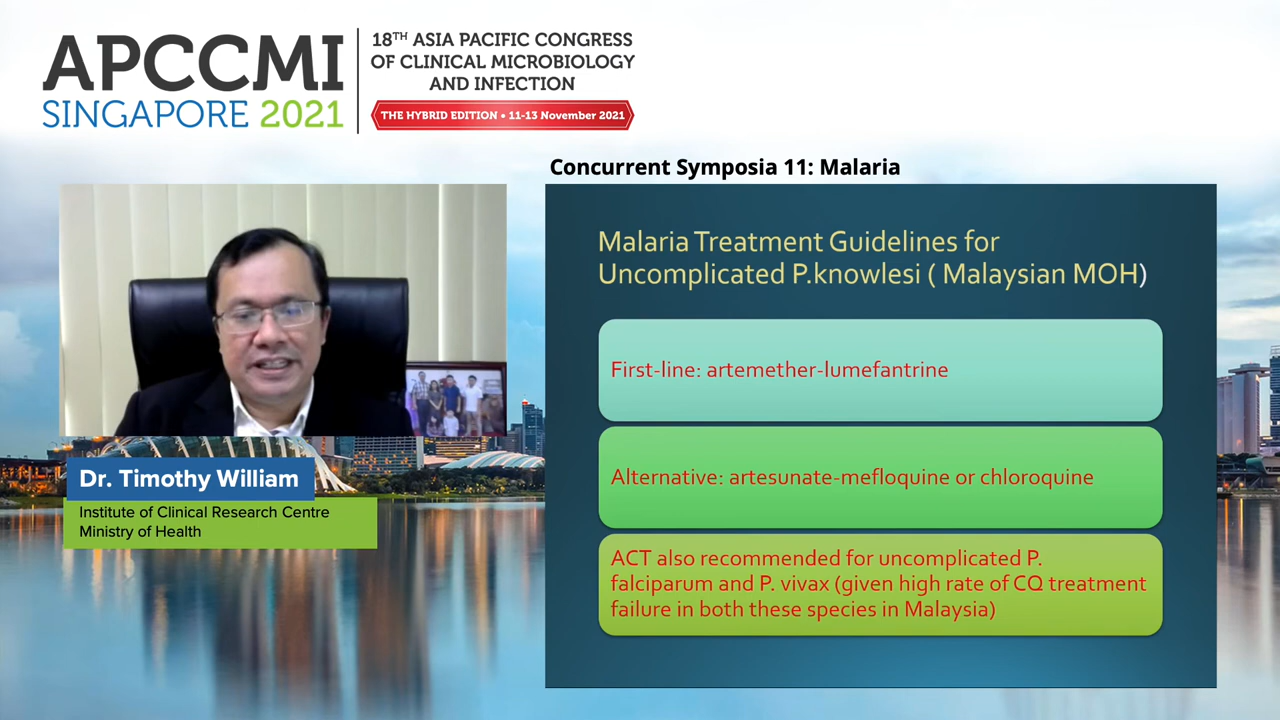 APCCMI
SINGAPORE 2021
18TH ASIA PACIFIC CONGRESS
OF CLINICAL MICROBIOLOGY
AND INFECTION
THE HYBRID EDITION • 11-13 November 2021
Concurrent Symposia 11: Malaria
Dr. Timothy William
Institute of Clinical Research Centre
Ministry of Health
Malaria Treatment Guidelines for
Uncomplicated P.knowlesi ( Malaysian MOH)
First-line: artemether-lumefantrine
Alternative: artesunate-mefloquine or chloroquine
ACT also recommended for uncomplicated P.
falciparum and P. vivax (given high rate of CQ treatment
failure in both these species in Malaysia)